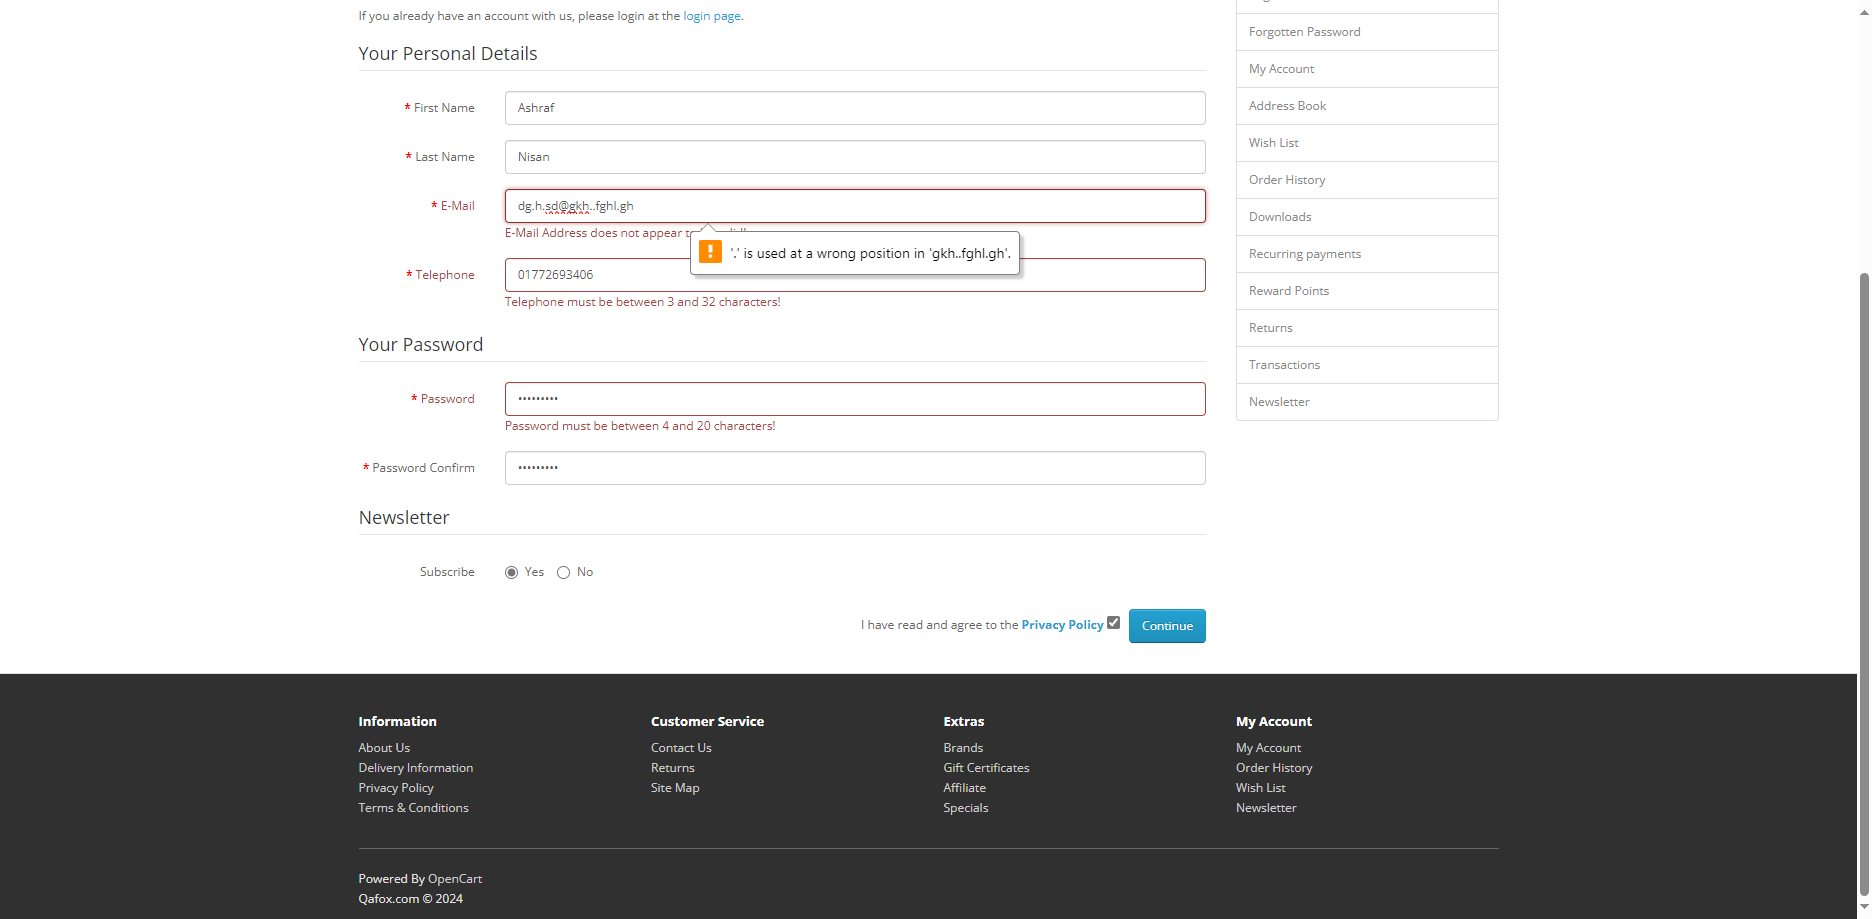 If you already have an account with us, please login at the login page.
Your Personal Details
* First Name
Ashraf
* Last Name
Nisan
* E-Mail
dg.h.sd@gkh..fghl.gh
E-Mail Address does not appear
'.' is used at a wrong position in 'gkh..fghl.gh'.
* Telephone
01772693406
Telephone must be between 3 and 32 characters!
Your Password
* Password
•••••••••
Password must be between 4 and 20 characters!
* Password Confirm
•••••••••
Newsletter
Subscribe
Yes
No
I have read and agree to the Privacy Policy
Continue
Forgotten Password
My Account
Address Book
Wish List
Order History
Downloads
Recurring payments
Reward Points
Returns
Transactions
Newsletter
Information
About Us
Delivery Information
Privacy Policy
Terms & Conditions
Customer Service
Contact Us
Returns
Site Map
Extras
Brands
Gift Certificates
Affiliate
Specials
My Account
My Account
Order History
Wish List
Newsletter
Powered By OpenCart
Qafox.com © 2024